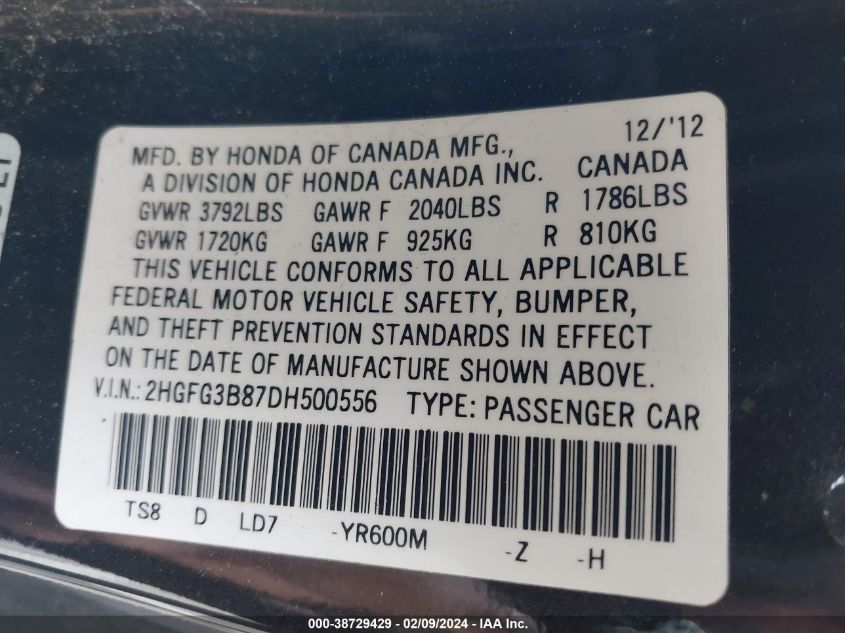 12/'12
MFD. BY HONDA OF CANADA MFG.,
A DIVISION OF HONDA CANADA INC. CANADA
GVWR 3792LBS GAWR F 2040LBS R 1786LBS
GVWR 1720KG GAWR F 925KG R 810KG
THIS VEHICLE CONFORMS TO ALL APPLICABLE
FEDERAL MOTOR VEHICLE SAFETY, BUMPER,
AND THEFT PREVENTION STANDARDS IN EFFECT
ON THE DATE OF MANUFACTURE SHOWN ABOVE.
V.I.N.: 2HGFG3B87DH500556 TYPE: PASSENGER CAR
TS8 D LD7 -YR600M -Z -H
000-38729429 - 02/09/2024 - IAA Inc.